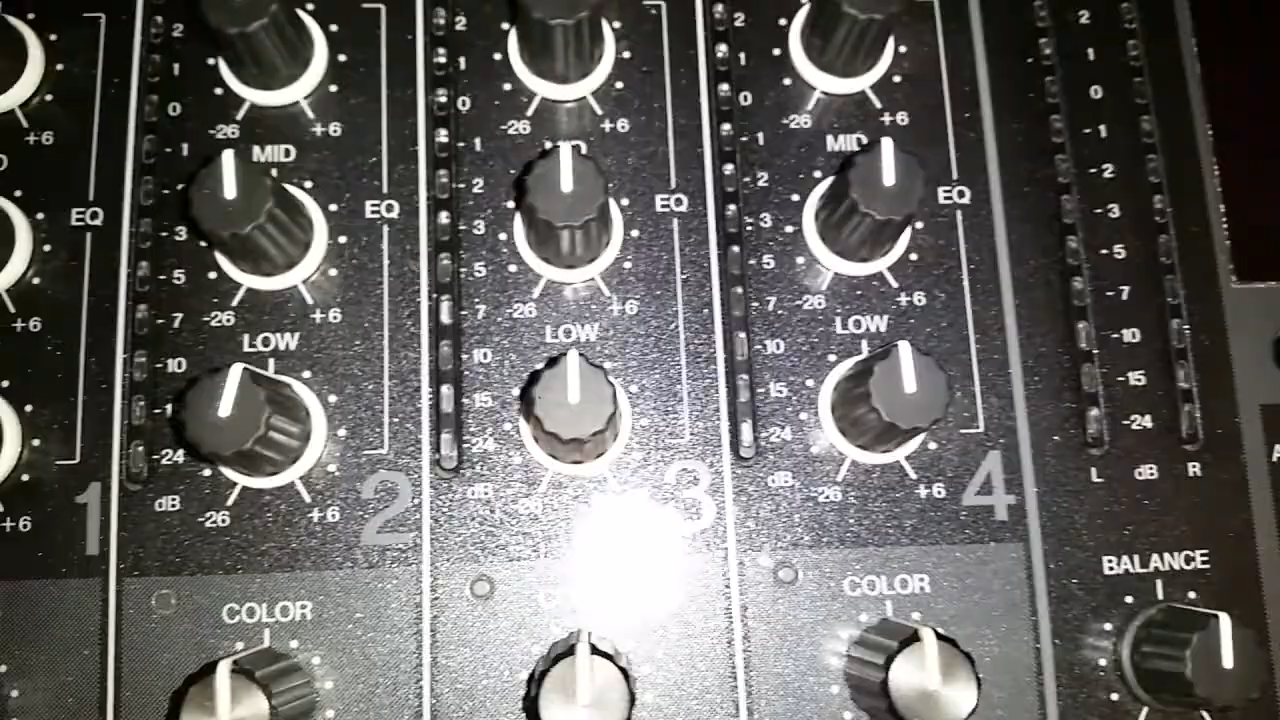 2 2 2 2
1 1 1 1
0 0 0 0
+6 -26 +6 -26 +6 -26 +6
-1 MID -1 MID -1 MID -1
-2 -2 -2
EQ EQ EQ EQ
-3 -3 -3 -3
-5 -5 -5 -5
+6 -7 -26 +6 -7 -26 +6 -7 -26 +6 -7
LOW LOW LOW
-10 -10 -10 -10
-15 -15 -15
-24 -24 -24 -24
L dB R
+6 dB -26 +6 dB -26 dB -26 +6
1 2 3 4
BALANCE
COLOR COLOR